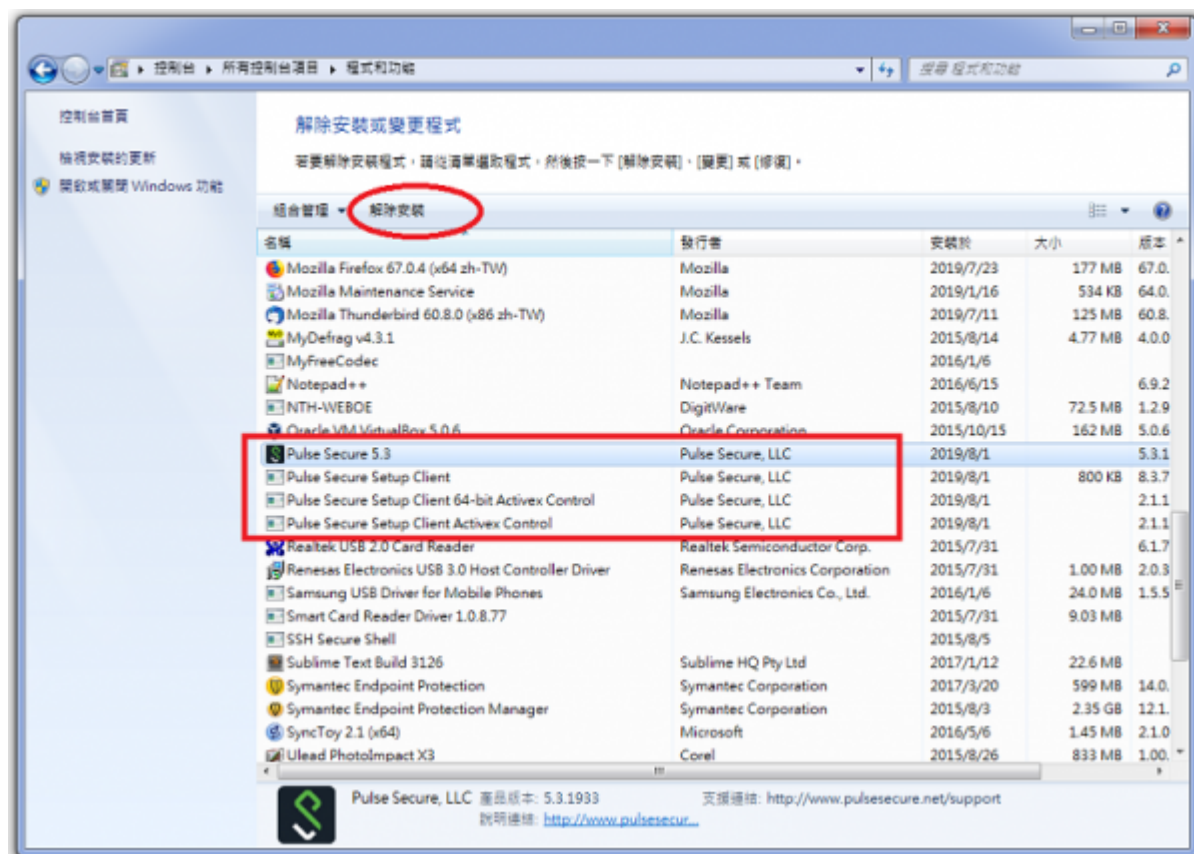 控制台 ▸ 所有控制台項目 ▸ 程式和功能
搜尋 程式和功能
控制台首頁
檢視安裝的更新
開啟或關閉 Windows 功能
解除安裝或變更程式
若要解除安裝程式，請從清單選取程式，然後按一下 [解除安裝]、[變更] 或 [修復]。
組合管理 解除安裝
名稱 發行者 安裝於 大小 版本
Mozilla Firefox 67.0.4 (x64 zh-TW) Mozilla 2019/7/23 177 MB 67.0.
Mozilla Maintenance Service Mozilla 2019/1/16 534 KB 64.0.
Mozilla Thunderbird 60.8.0 (x86 zh-TW) Mozilla 2019/7/11 125 MB 60.8.
MyDefrag v4.3.1 J.C. Kessels 2015/8/14 4.77 MB 4.0.0
MyFreeCodec 2016/1/6
Notepad++ Notepad++ Team 2016/6/15 6.9.2
NTH-WEBOE DigitWare 2015/8/10 72.5 MB 1.2.9
Oracle VM VirtualBox 5.0.6 Oracle Corporation 2015/10/15 162 MB 5.0.6
Pulse Secure 5.3 Pulse Secure, LLC 2019/8/1 5.3.1
Pulse Secure Setup Client Pulse Secure, LLC 2019/8/1 800 KB 8.3.7
Pulse Secure Setup Client 64-bit Activex Control Pulse Secure, LLC 2019/8/1 2.1.1
Pulse Secure Setup Client Activex Control Pulse Secure, LLC 2019/8/1 2.1.1
Realtek USB 2.0 Card Reader Realtek Semiconductor Corp. 2015/7/31 6.1.7
Renesas Electronics USB 3.0 Host Controller Driver Renesas Electronics Corporation 2015/7/31 1.00 MB 2.0.3
Samsung USB Driver for Mobile Phones Samsung Electronics Co., Ltd. 2016/1/6 24.0 MB 1.5.5
Smart Card Reader Driver 1.0.8.77 2015/7/31 9.03 MB
SSH Secure Shell 2015/8/5
Sublime Text Build 3126 Sublime HQ Pty Ltd 2017/1/12 22.6 MB
Symantec Endpoint Protection Symantec Corporation 2017/3/20 599 MB 14.0.
Symantec Endpoint Protection Manager Symantec Corporation 2015/8/3 2.35 GB 12.1.
SyncToy 2.1 (x64) Microsoft 2016/5/6 1.45 MB 2.1.0
Ulead PhotoImpact X3 Corel 2015/8/26 833 MB 1.00.
Pulse Secure, LLC 產品版本: 5.3.1933 支援連結: http://www.pulsesecure.net/support
說明連結: http://www.pulsesecur...